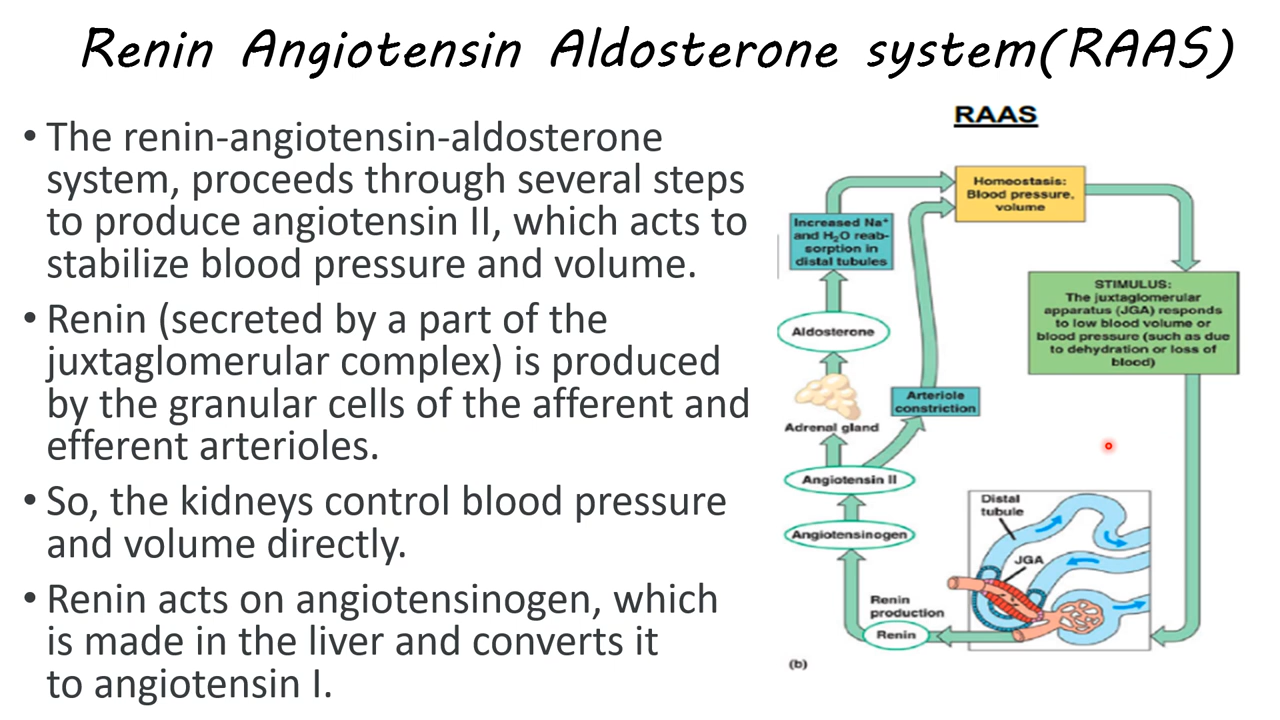 Renin Angiotensin Aldosterone system(RAAS)
• The renin-angiotensin-aldosterone
system, proceeds through several steps
to produce angiotensin II, which acts to
stabilize blood pressure and volume.
• Renin (secreted by a part of the
juxtaglomerular complex) is produced
by the granular cells of the afferent and
efferent arterioles.
• So, the kidneys control blood pressure
and volume directly.
• Renin acts on angiotensinogen, which
is made in the liver and converts it
to angiotensin I.
RAAS
Homeostasis:
Blood pressure,
volume
Increased Na⁺
and H₂O reab-
sorption in
distal tubules
STIMULUS:
The juxtaglomerular
apparatus (JGA) responds
to low blood volume or
blood pressure (such as due
to dehydration or loss of
blood)
Aldosterone
Arteriole
constriction
Adrenal gland
Angiotensin II
Angiotensinogen
Distal
tubule
JGA
Renin
production
Renin
(b)